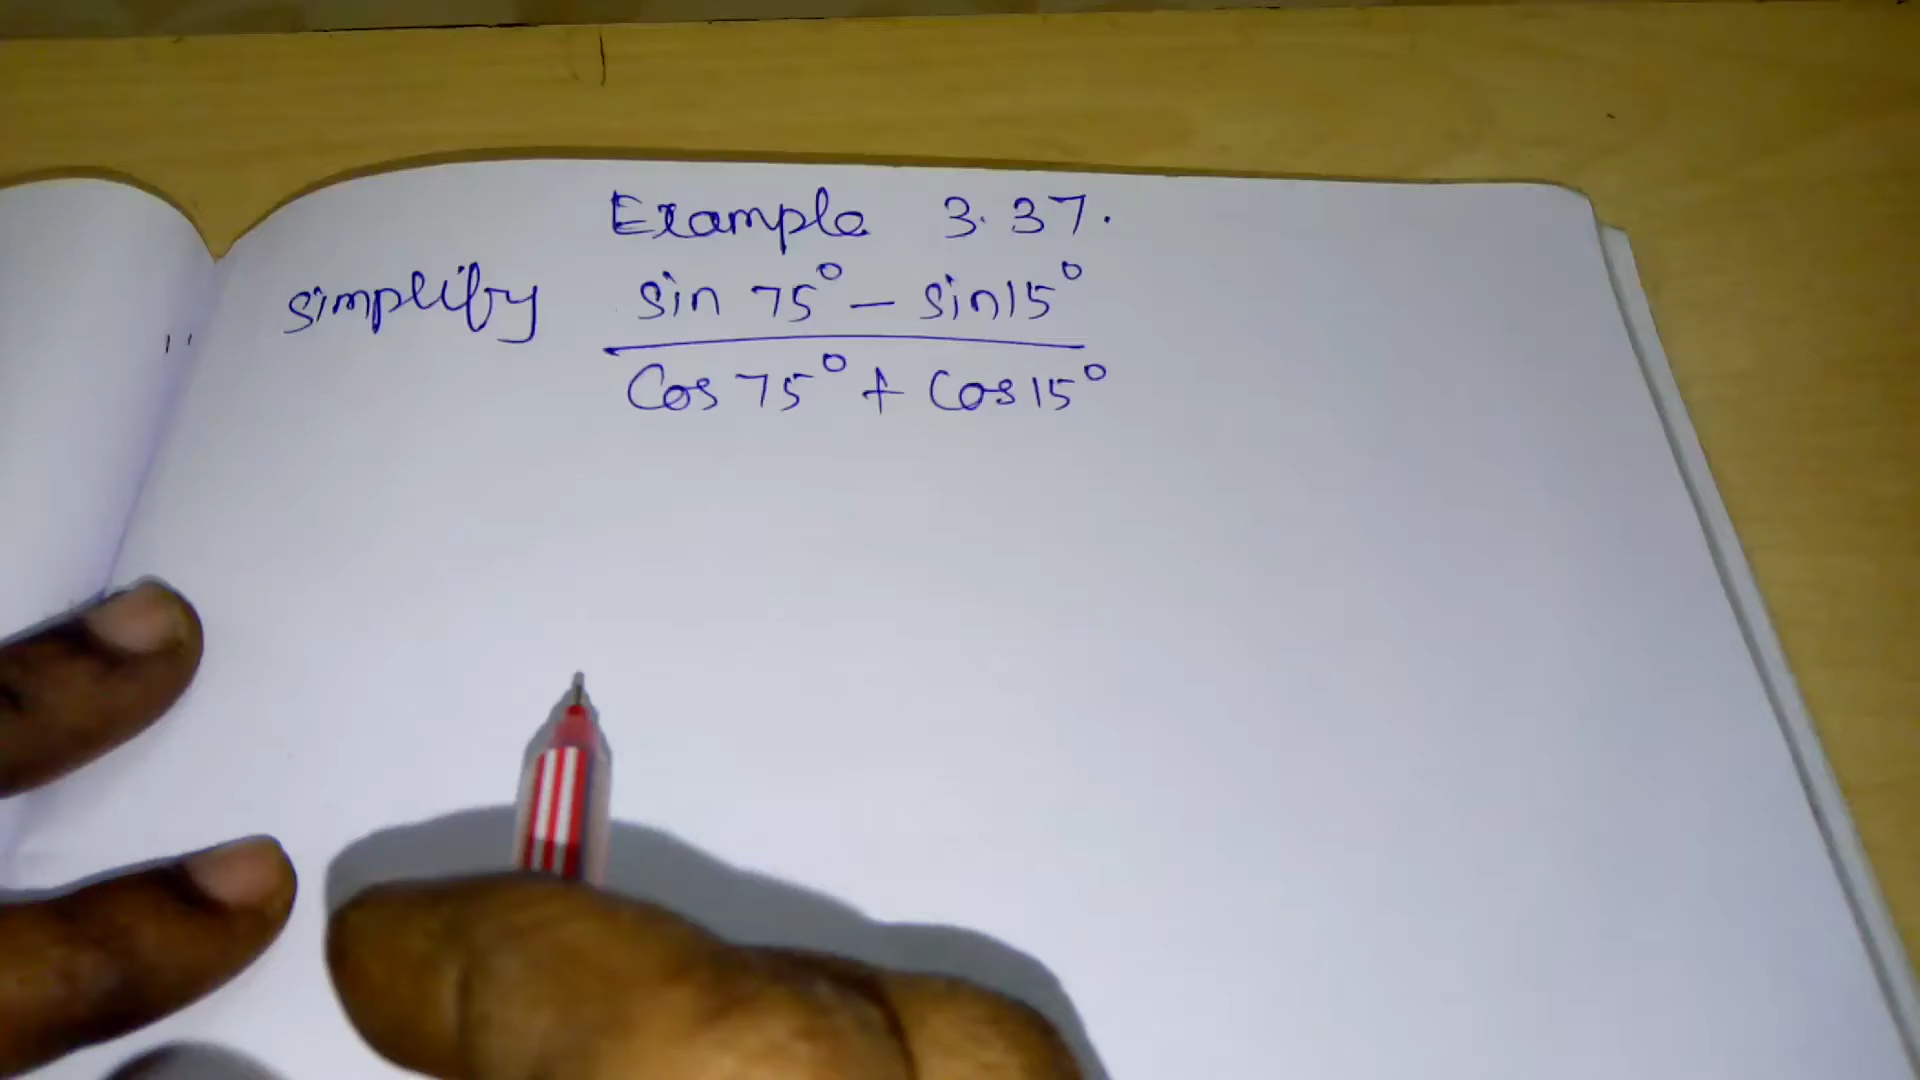 Example 3.37.
simplify sin 75° - sin 15°
Cos 75° + Cos 15°